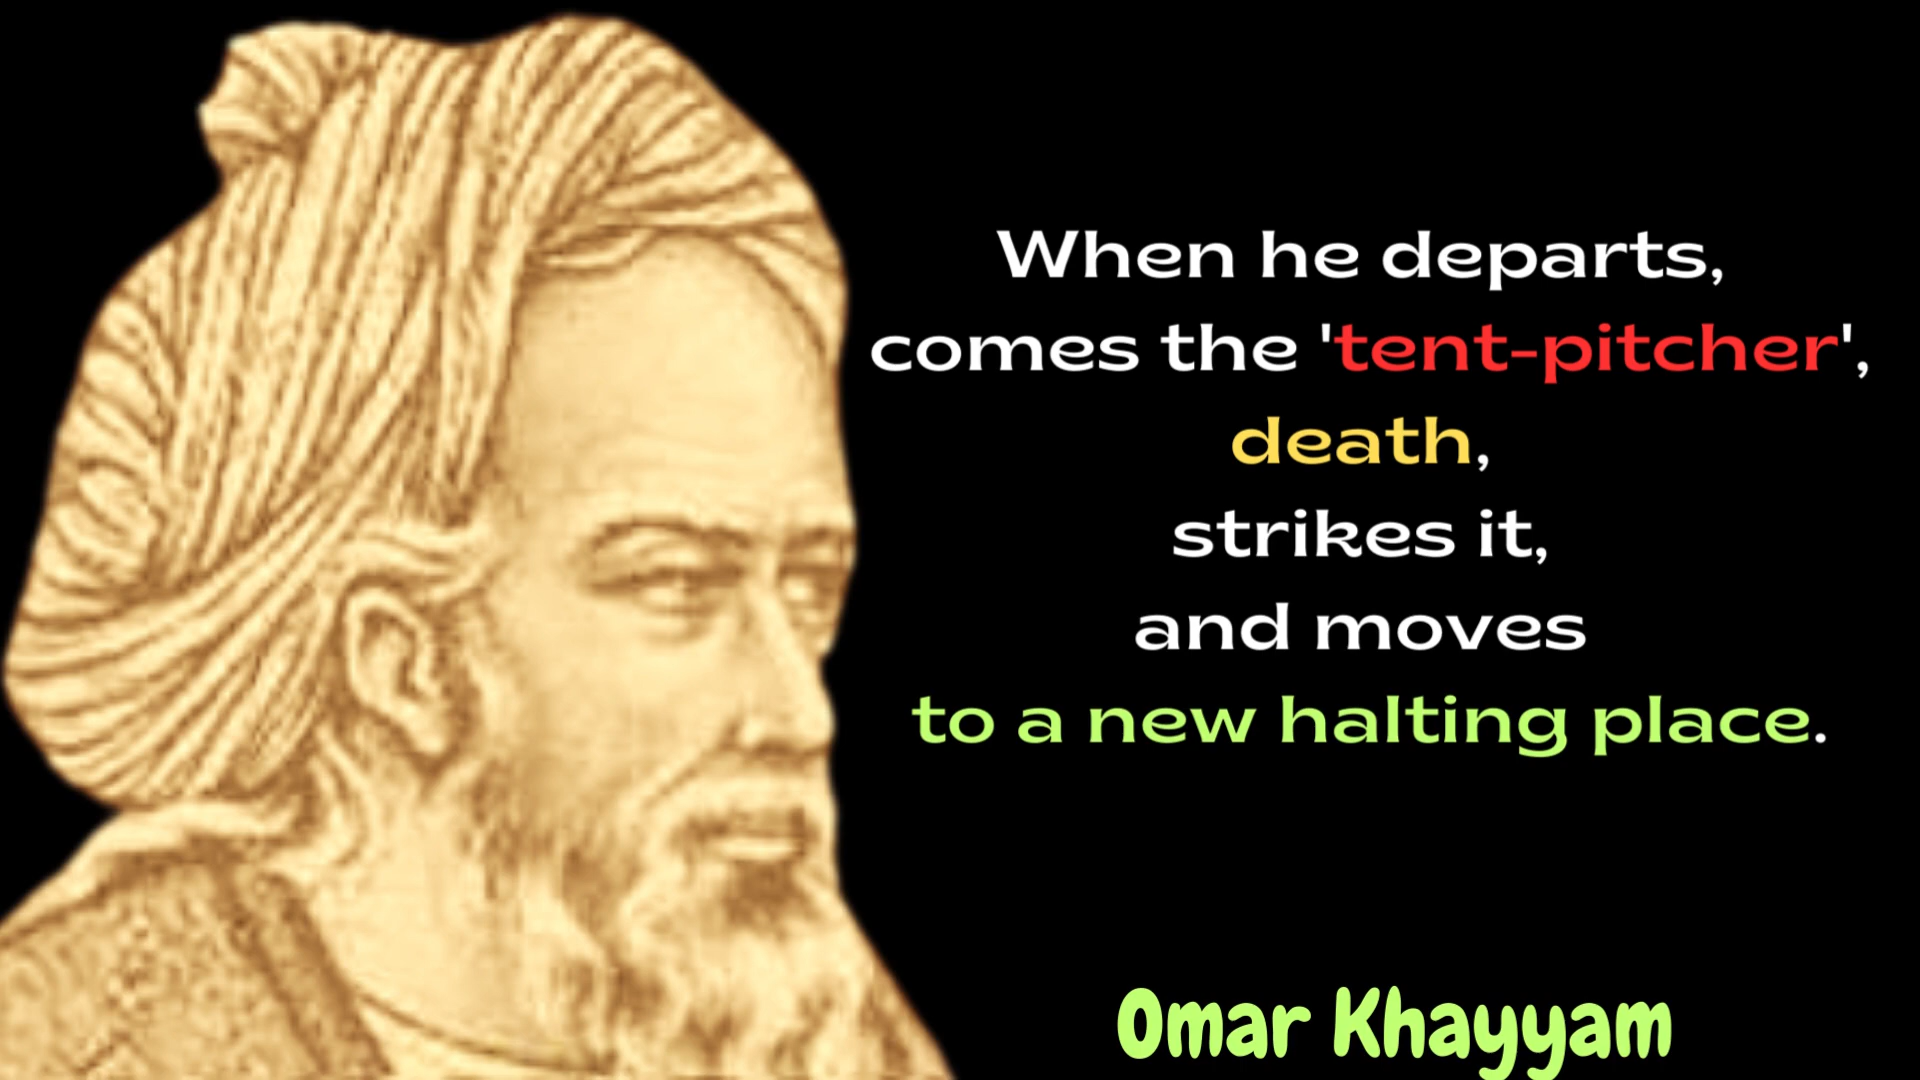 When he departs,
comes the 'tent-pitcher',
death,
strikes it,
and moves
to a new halting place.
Omar Khayyam